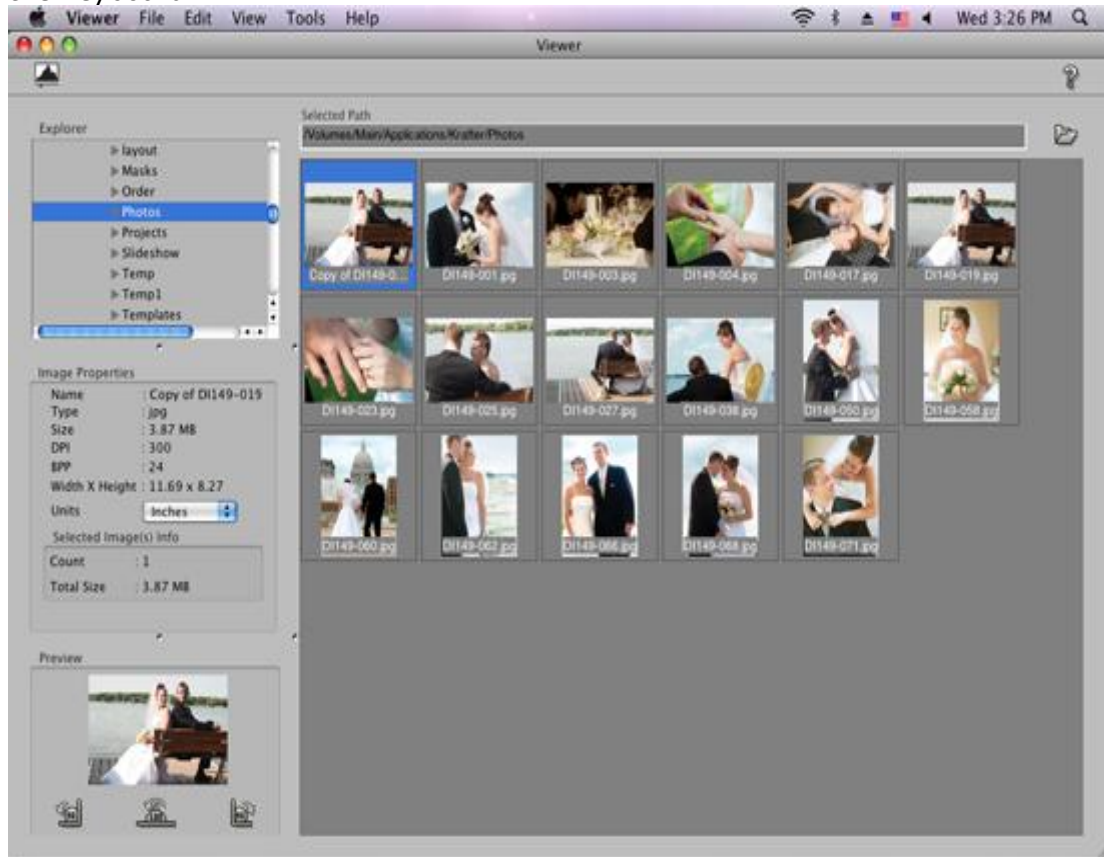 Viewer File Edit View Tools Help Wed 3:26 PM
Viewer
Explorer
layout
Masks
Order
Photos
Projects
Slideshow
Temp
Temp1
Templates
Image Properties
Name : Copy of DI149-019
Type : jpg
Size : 3.87 MB
DPI : 300
BPP : 24
Width X Height : 11.69 x 8.27
Units Inches
Selected Image(s) Info
Count : 1
Total Size : 3.87 MB
Preview
Selected Path
/Volumes/Main/Applications/Krafter/Photos
Copy of DI149-0... DI149-001.jpg DI149-003.jpg DI149-004.jpg DI149-017.jpg DI149-019.jpg
DI149-023.jpg DI149-025.jpg DI149-027.jpg DI149-036.jpg DI149-050.jpg DI149-058.jpg
DI149-060.jpg DI149-062.jpg DI149-066.jpg DI149-068.jpg DI149-071.jpg